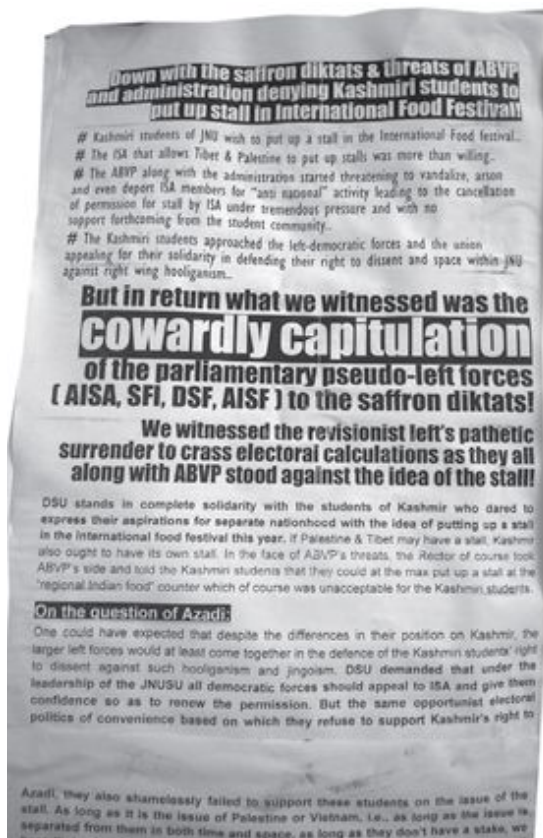 Down with the saffron diktats & threats of ABVP
and administration denying Kashmiri students to
put up stall in International Food Festival!
# Kashmiri students of JNU wish to put up a stall in the International Food festival..
# The ISA that allows Tibet & Palestine to put up stalls was more than willing..
# The ABVP along with the administration started threatening to vandalize, arson
and even deport ISA members for "anti national" activity leading to the cancellation
of permission for stall by ISA under tremendous pressure and with no
support forthcoming from the student community..
# The Kashmiri students approached the left-democratic forces and the union
appealing for their solidarity in defending their right to dissent and space within JNU
against right wing hooliganism..
But in return what we witnessed was the
cowardly capitulation
of the parliamentary pseudo-left forces
( AISA, SFI, DSF, AISF ) to the saffron diktats!
We witnessed the revisionist left's pathetic
surrender to crass electoral calculations as they all
along with ABVP stood against the idea of the stall!
DSU stands in complete solidarity with the students of Kashmir who dared to
express their aspirations for separate nationhood with the idea of putting up a stall
in the international food festival this year. If Palestine & Tibet may have a stall, Kashmir
also ought to have its own stall. In the face of ABVP's threats, the Rector of course took
ABVP's side and told the Kashmiri students that they could at the max put up a stall at the
"regional Indian food" counter which of course was unacceptable for the Kashmiri students.
On the question of Azadi:
One could have expected that despite the differences in their position on Kashmir, the
larger left forces would at least come together in the defence of the Kashmiri students' right
to dissent against such hooliganism and jingoism. DSU demanded that under the
leadership of the JNUSU all democratic forces should appeal to ISA and give them
confidence so as to renew the permission. But the same opportunist electoral
politics of convenience based on which they refuse to support Kashmir's right to
Azadi, they also shamelessly failed to support these students on the issue of the
stall. As long as it is the issue of Palestine or Vietnam, i.e., as long as the issue is
separated from them in both time and space, as long as they don't have a stake, we